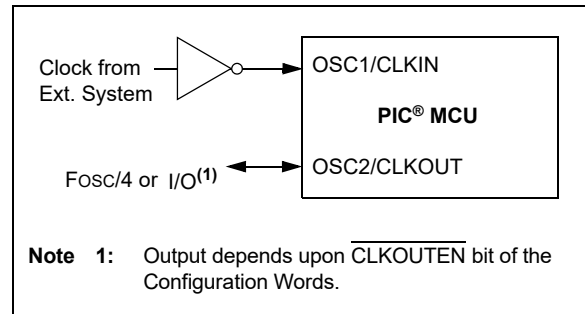 Clock from
Ext. System
OSC1/CLKIN
PIC® MCU
FOSC/4 or I/O(1)
OSC2/CLKOUT
Note 1: Output depends upon CLKOUTEN bit of the
Configuration Words.